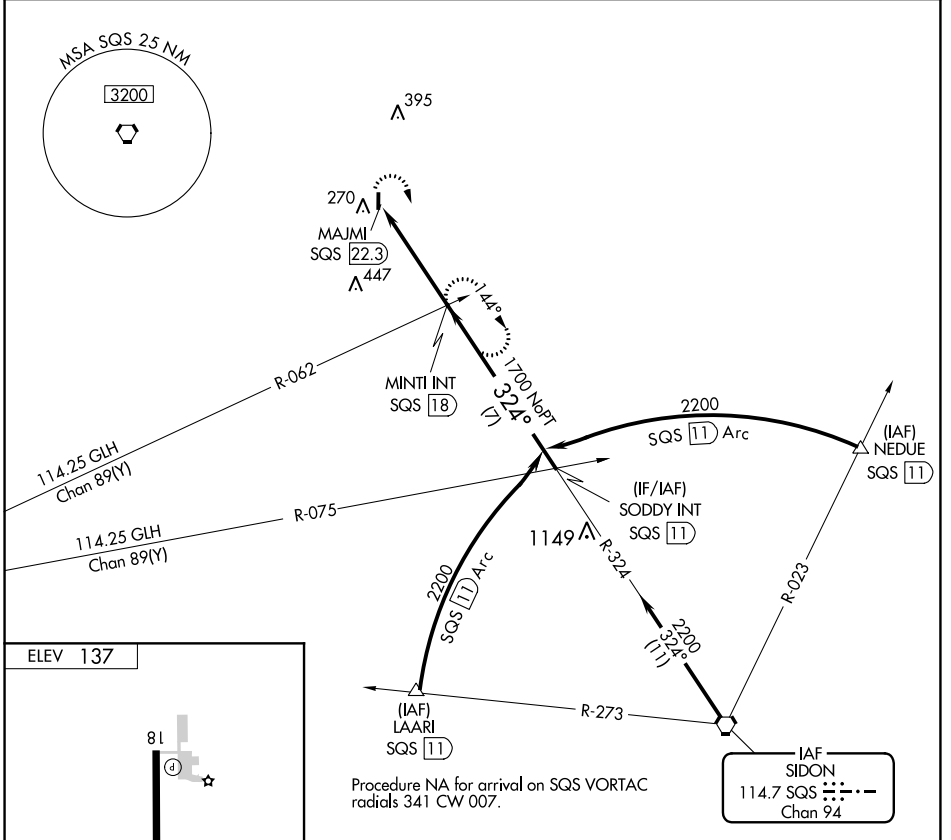 MSA SQS 25 NM
3200
395
270
MAJMI
SQS 22.3
447
144°
1700 NoPT
324°
(7)
MINTI INT
SQS 18
R-062
114.25 GLH
Chan 89(Y)
2200
SQS 11 Arc
(IAF)
NEDUE
SQS 11
R-075
114.25 GLH
Chan 89(Y)
(IF/IAF)
SODDY INT
SQS 11
1149
R-324
R-023
2200
SQS 11 Arc
2200
324°
(11)
ELEV 137
18
P
(IAF)
LAARI
SQS 11
R-273
IAF
SIDON
114.7 SQS
Chan 94
Procedure NA for arrival on SQS VORTAC
radials 341 CW 007.